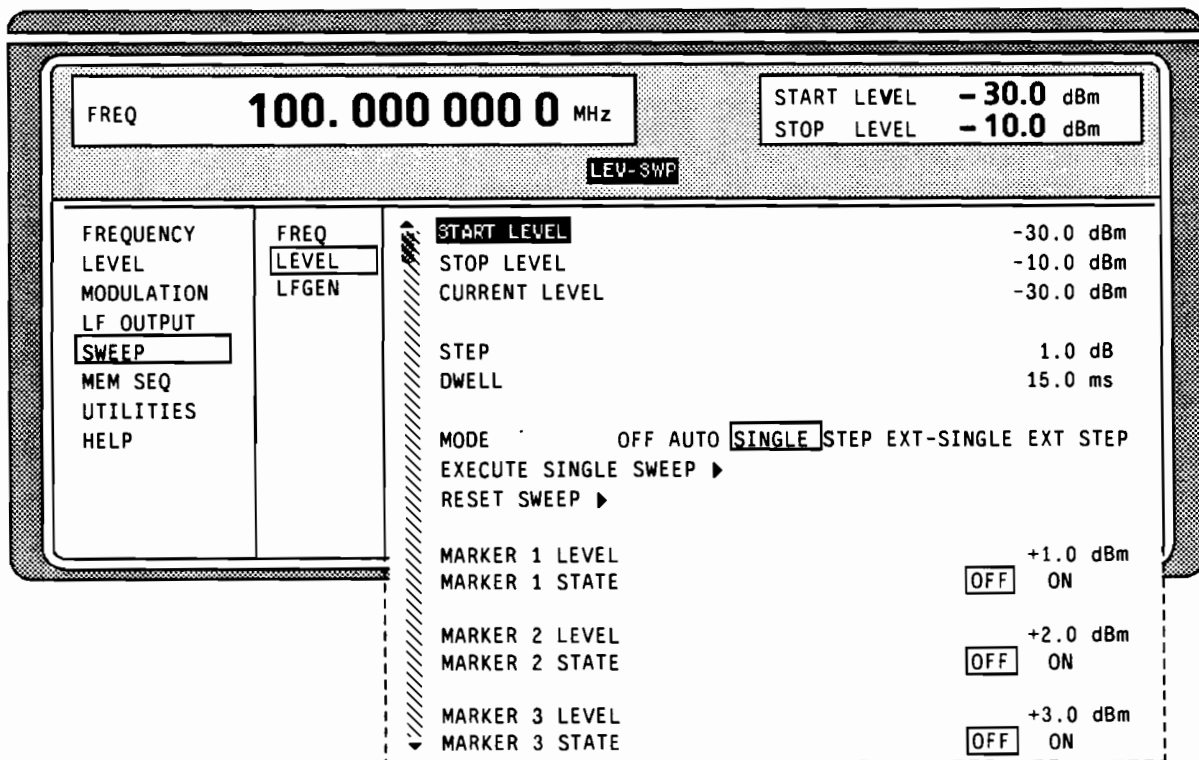 FREQ 100. 000 000 0 MHz
START LEVEL - 30.0 dBm
STOP LEVEL - 10.0 dBm
LEV-SWP
FREQUENCY
LEVEL
MODULATION
LF OUTPUT
SWEEP
MEM SEQ
UTILITIES
HELP
FREQ
LEVEL
LFGEN
START LEVEL -30.0 dBm
STOP LEVEL -10.0 dBm
CURRENT LEVEL -30.0 dBm
STEP 1.0 dB
DWELL 15.0 ms
MODE OFF AUTO SINGLE STEP EXT-SINGLE EXT STEP
EXECUTE SINGLE SWEEP ▶
RESET SWEEP ▶
MARKER 1 LEVEL +1.0 dBm
MARKER 1 STATE OFF ON
MARKER 2 LEVEL +2.0 dBm
MARKER 2 STATE OFF ON
MARKER 3 LEVEL +3.0 dBm
MARKER 3 STATE OFF ON